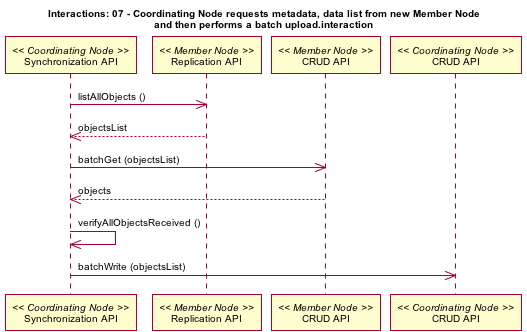 Interactions: 07 - Coordinating Node requests metadata, data list from new Member Node
and then performs a batch upload.interaction
<< Coordinating Node >>
Synchronization API
<< Member Node >>
Replication API
<< Member Node >>
CRUD API
<< Coordinating Node >>
CRUD API
listAllObjects ()
objectsList
batchGet (objectsList)
objects
verifyAllObjectsReceived ()
batchWrite (objectsList)
<< Coordinating Node >>
Synchronization API
<< Member Node >>
Replication API
<< Member Node >>
CRUD API
<< Coordinating Node >>
CRUD API